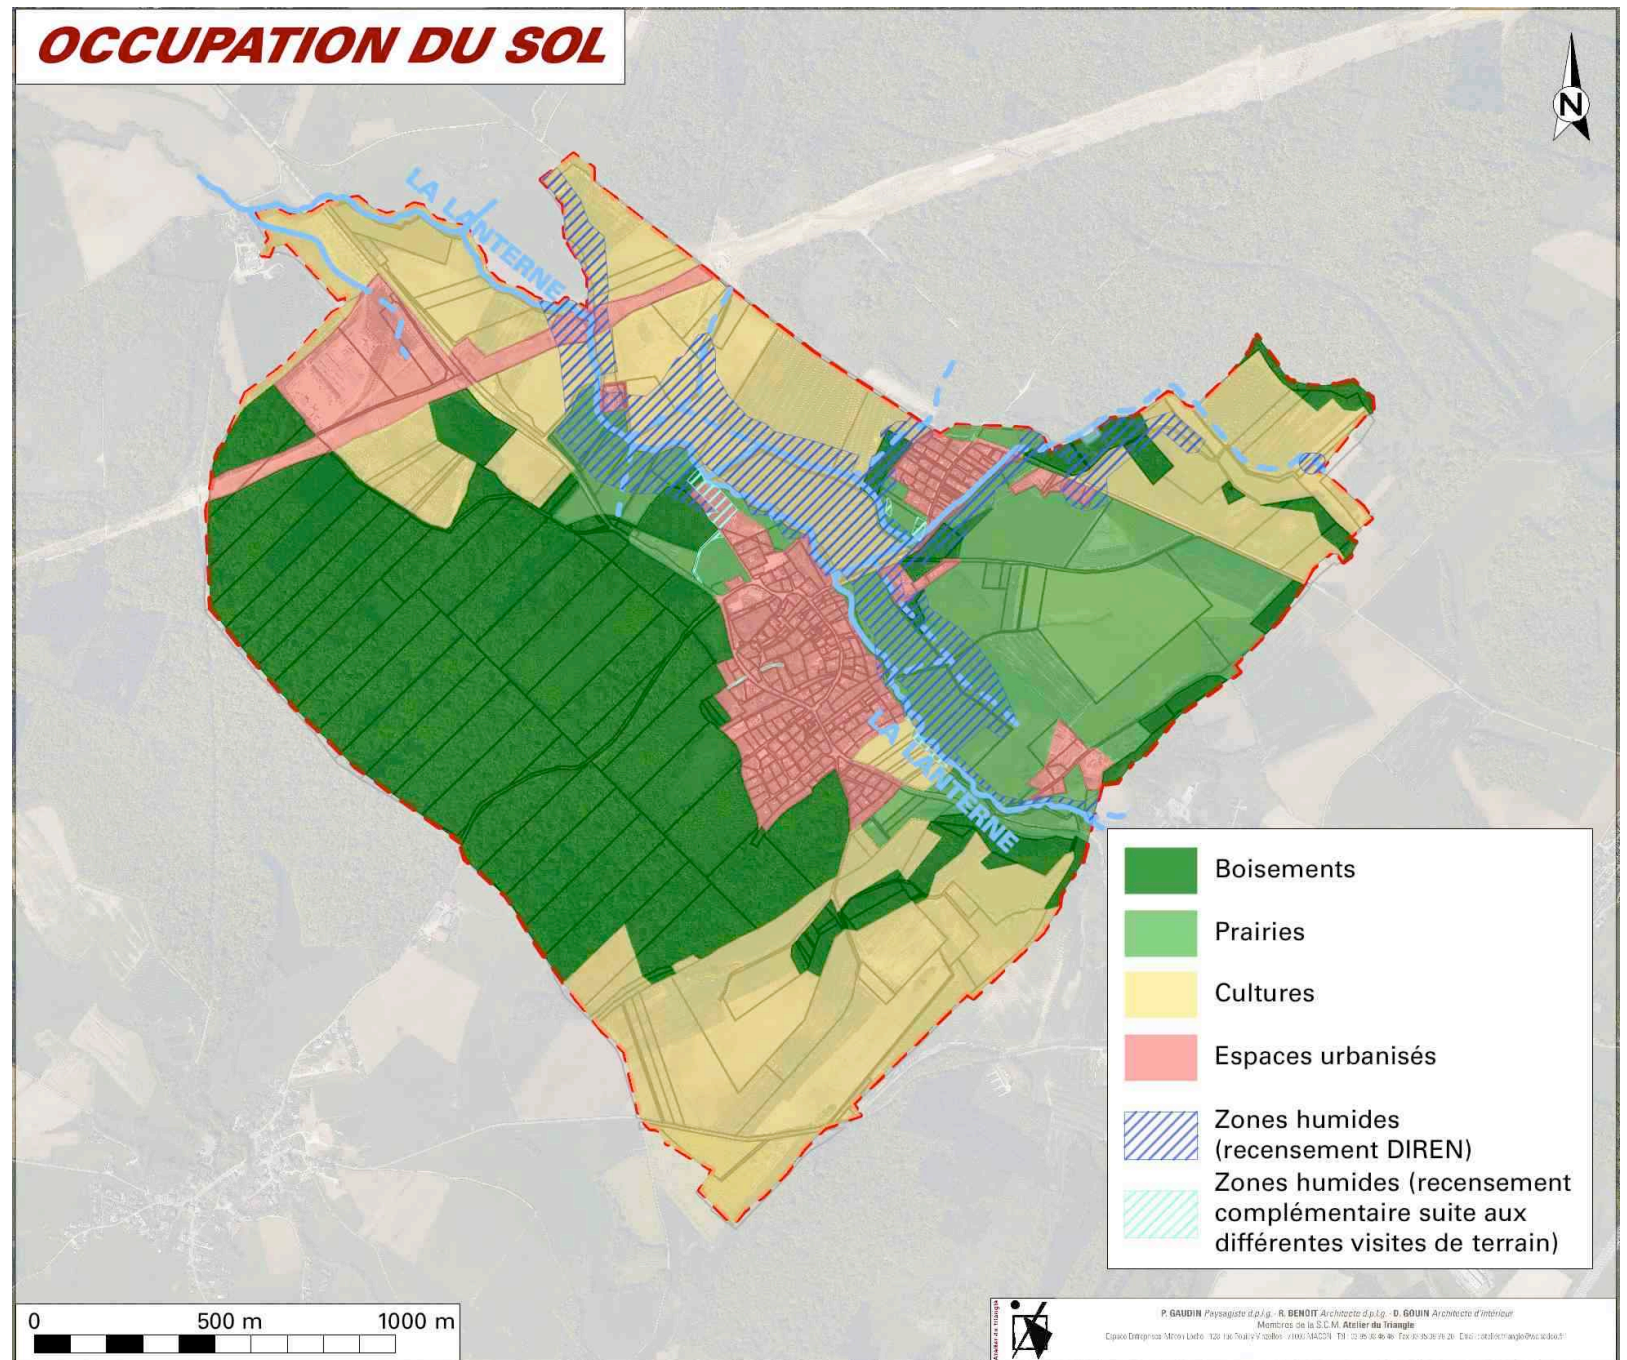 OCCUPATION DU SOL
N
LA LANTERNE
LA LANTERNE
Boisements
Prairies
Cultures
Espaces urbanisés
Zones humides
(recensement DIREN)
Zones humides (recensement
complémentaire suite aux
différentes visites de terrain)
0 500 m 1000 m
P. GAUDIN Paysagiste d.p.l.g. - R. BENOIT Architecte d.p.l.g. - D. GOUIN Architecte d'intérieur
Membres de la S.C.M. Atelier du Triangle